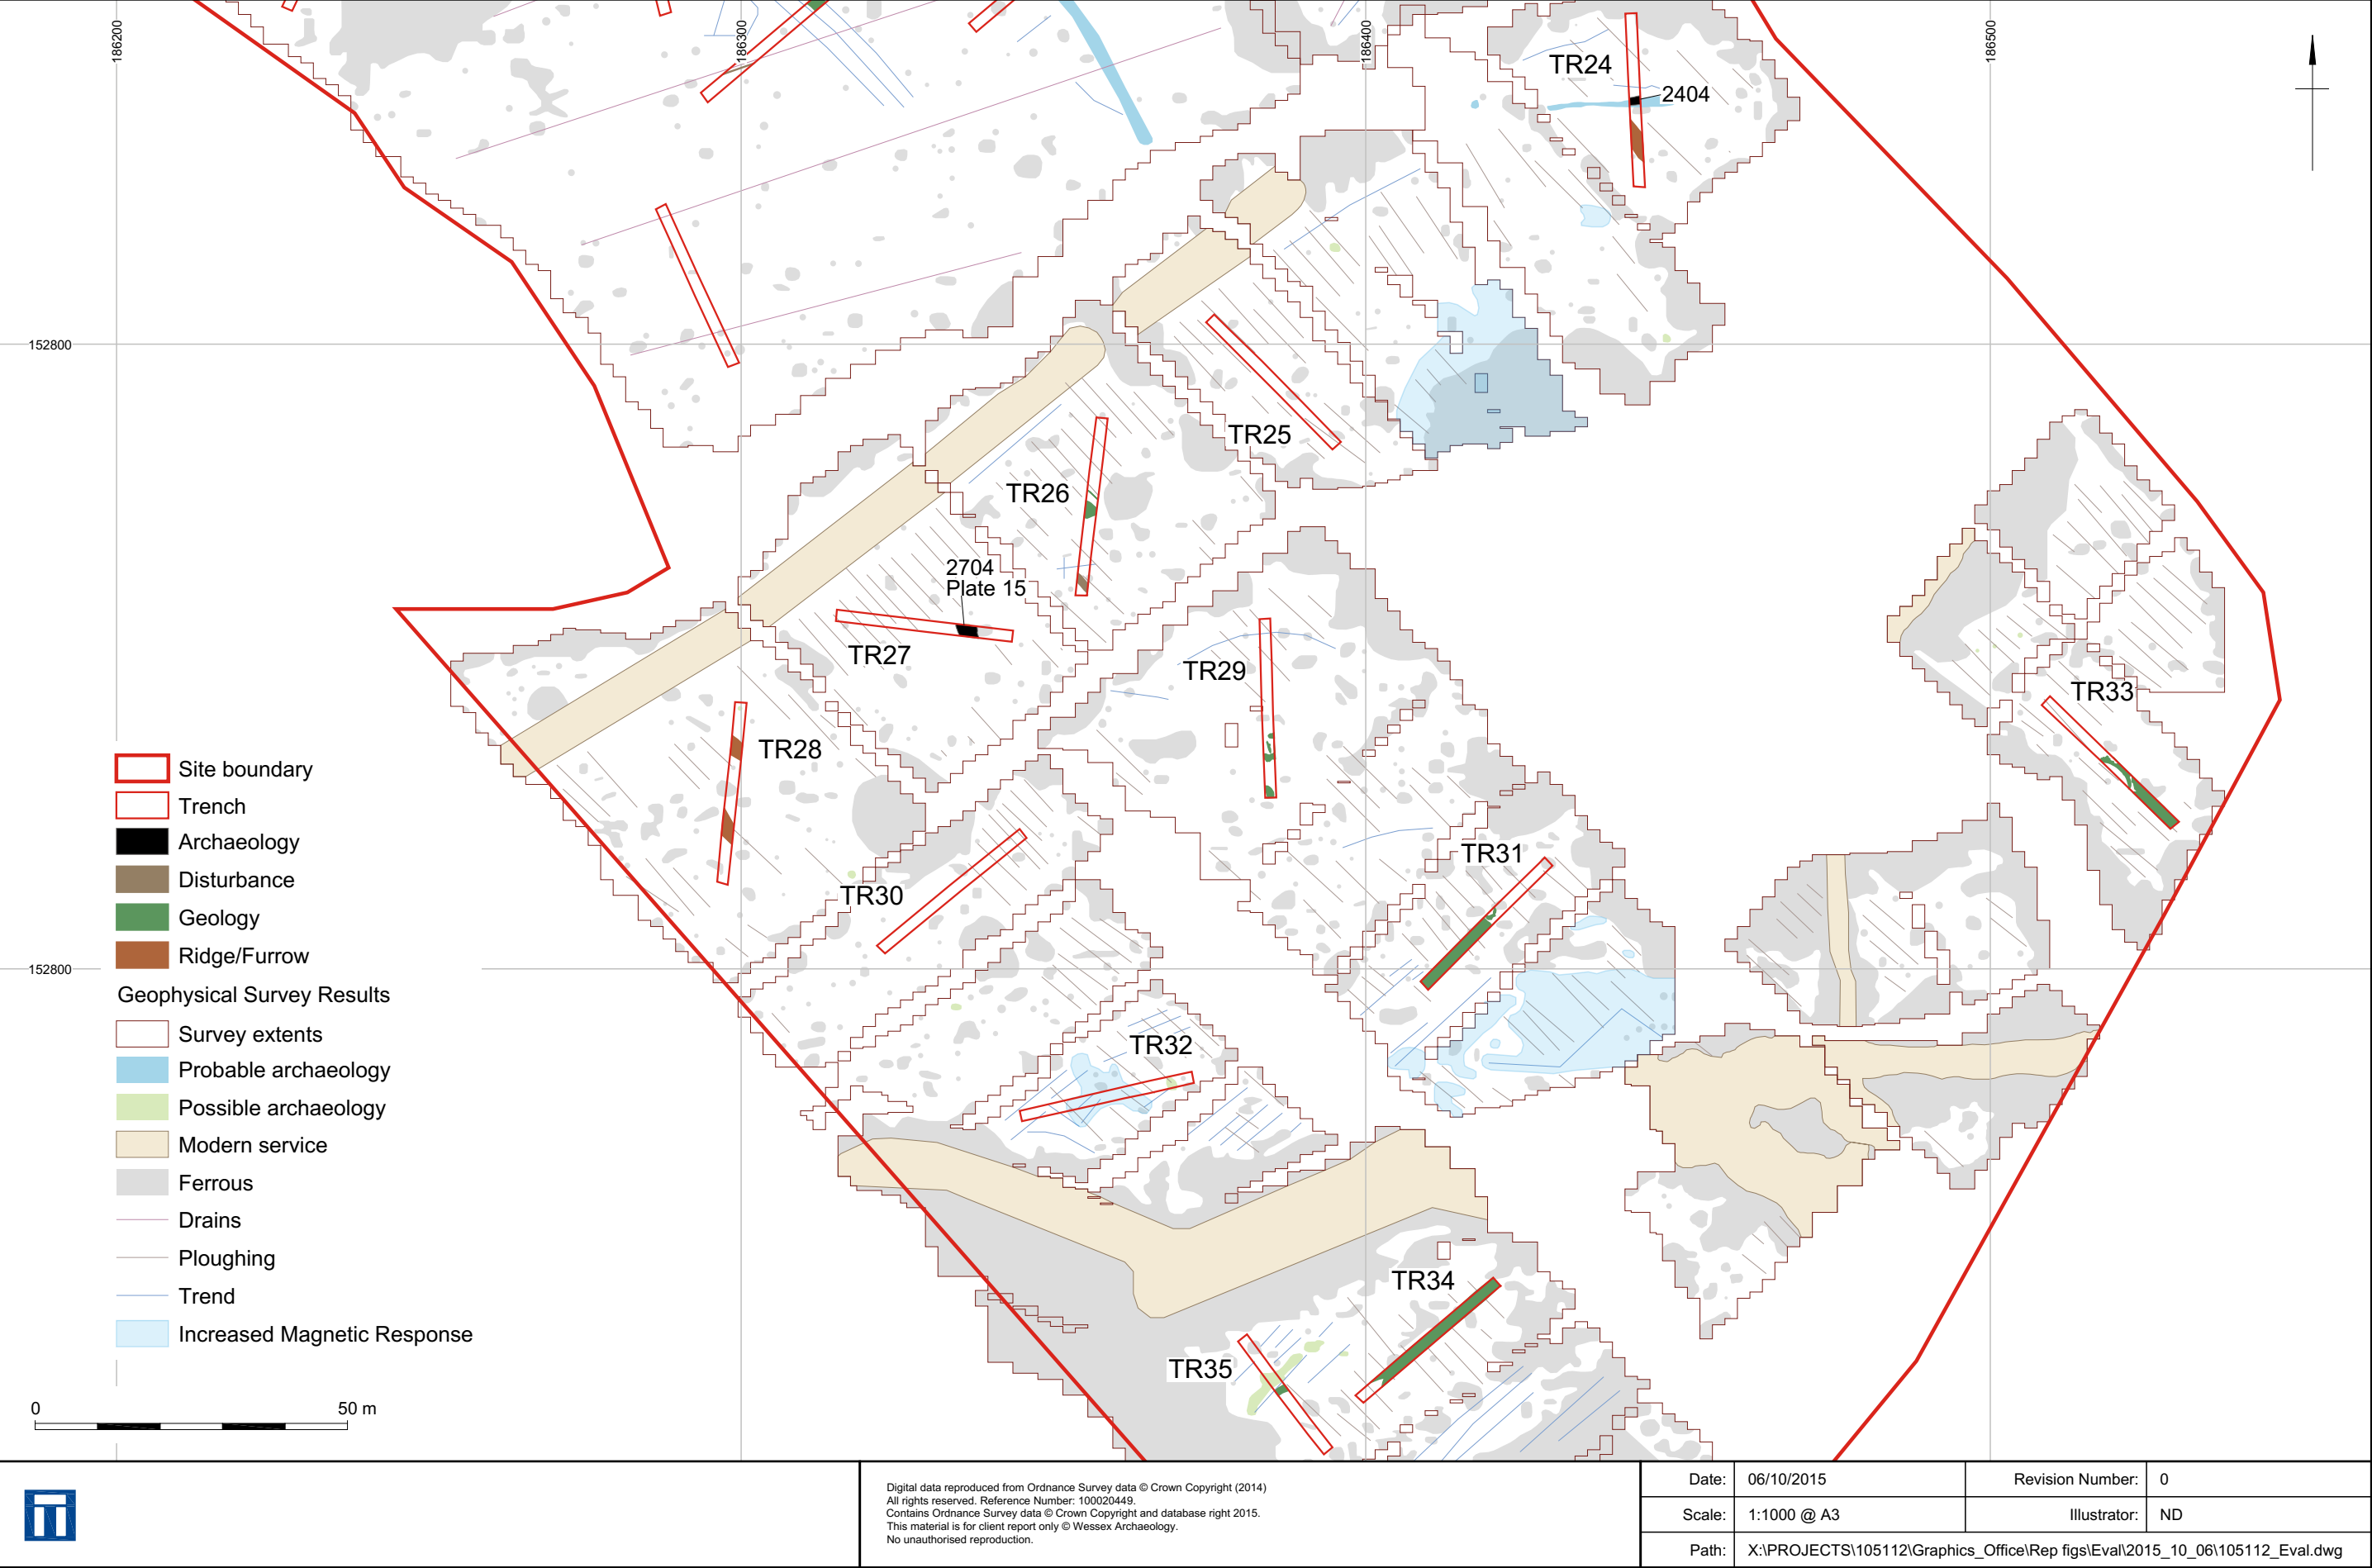 186200
186300
186400
186500
TR24
2404
152800
TR25
TR26
2704
Plate 15
TR27
TR29
TR33
TR28
TR31
TR30
152800
TR32
TR34
TR35
Site boundary
Trench
Archaeology
Disturbance
Geology
Ridge/Furrow
Geophysical Survey Results
Survey extents
Probable archaeology
Possible archaeology
Modern service
Ferrous
Drains
Ploughing
Trend
Increased Magnetic Response
0 50 m
Digital data reproduced from Ordnance Survey data © Crown Copyright (2014)
All rights reserved. Reference Number: 100020449.
Contains Ordnance Survey data © Crown Copyright and database right 2015.
This material is for client report only © Wessex Archaeology.
No unauthorised reproduction.
Date: 06/10/2015 Revision Number: 0
Scale: 1:1000 @ A3 Illustrator: ND
Path: X:\PROJECTS\105112\Graphics_Office\Rep figs\Eval\2015_10_06\105112_Eval.dwg